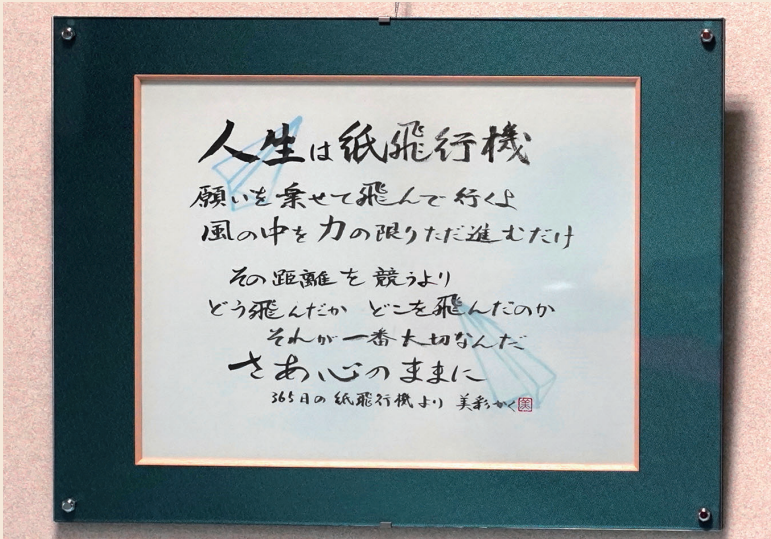 人生は紙飛行機
願いを乗せて飛んで行くよ
風の中を力の限りただ進むだけ
その距離を競うより
どう飛んだか どこを飛んだのか
それが一番大切なんだ
さあ心のままに
365日の紙飛行機より 美彩かく 美